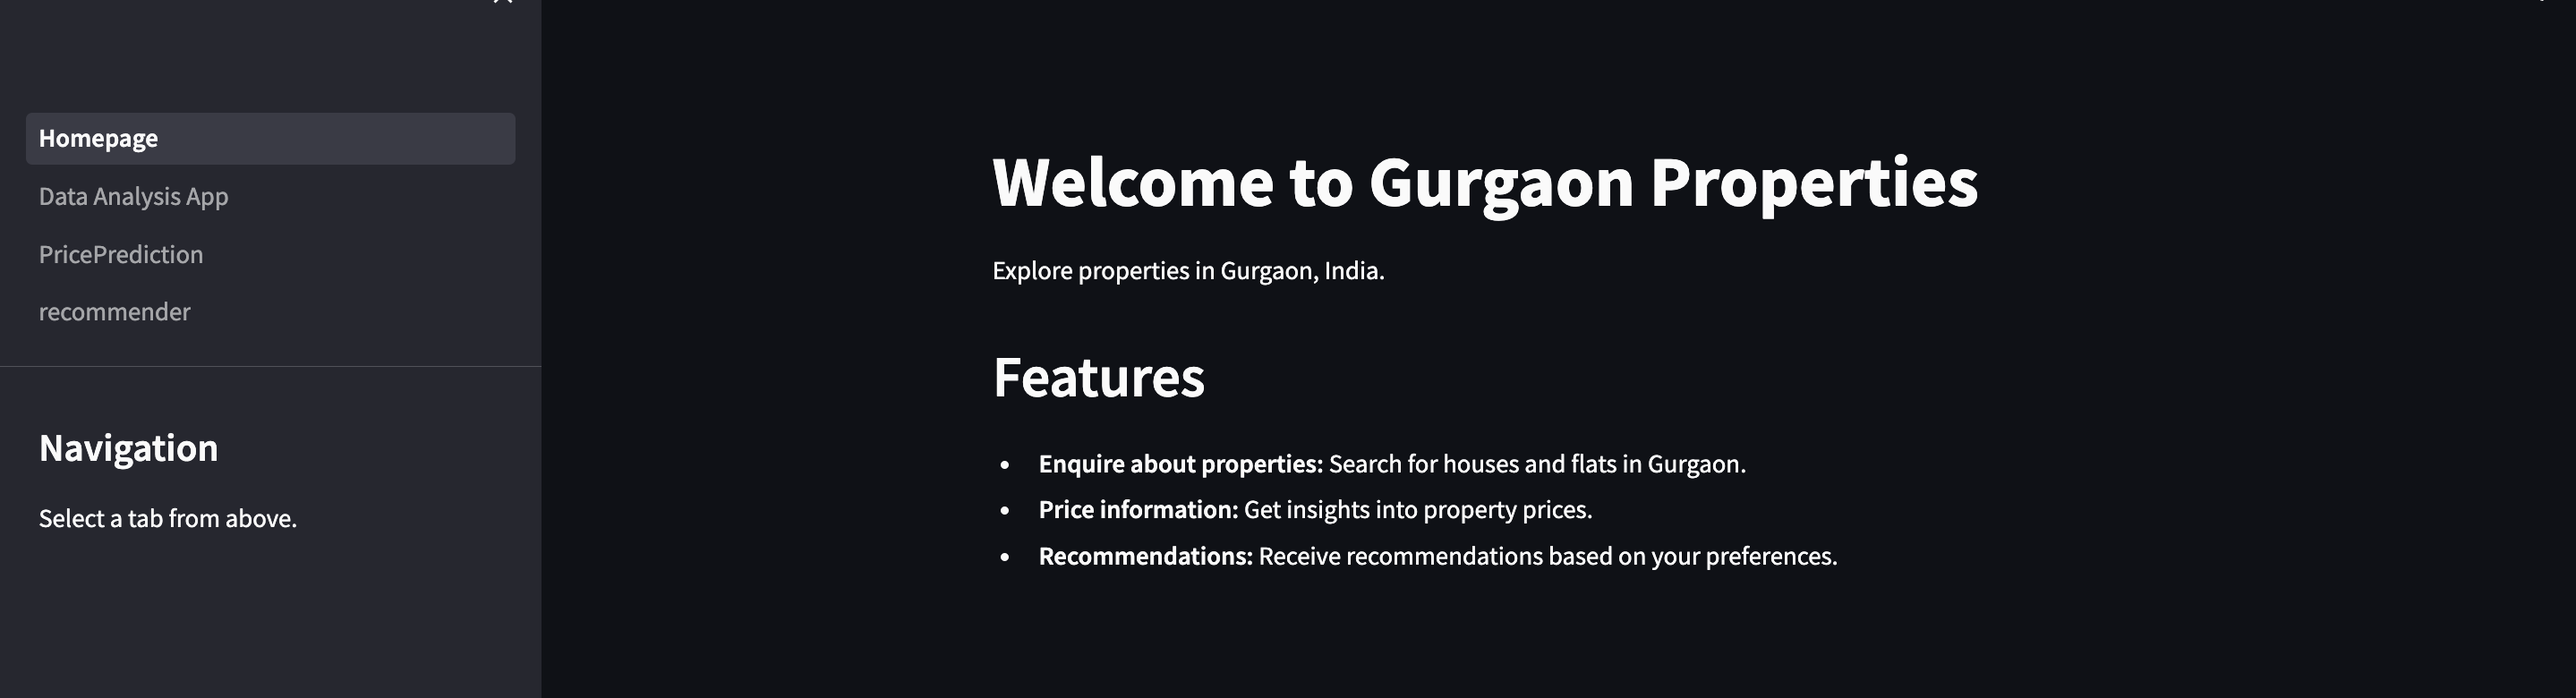 Homepage
Data Analysis App
PricePrediction
recommender
Navigation
Select a tab from above.
Welcome to Gurgaon Properties
Explore properties in Gurgaon, India.
Features
Enquire about properties: Search for houses and flats in Gurgaon.
Price information: Get insights into property prices.
Recommendations: Receive recommendations based on your preferences.